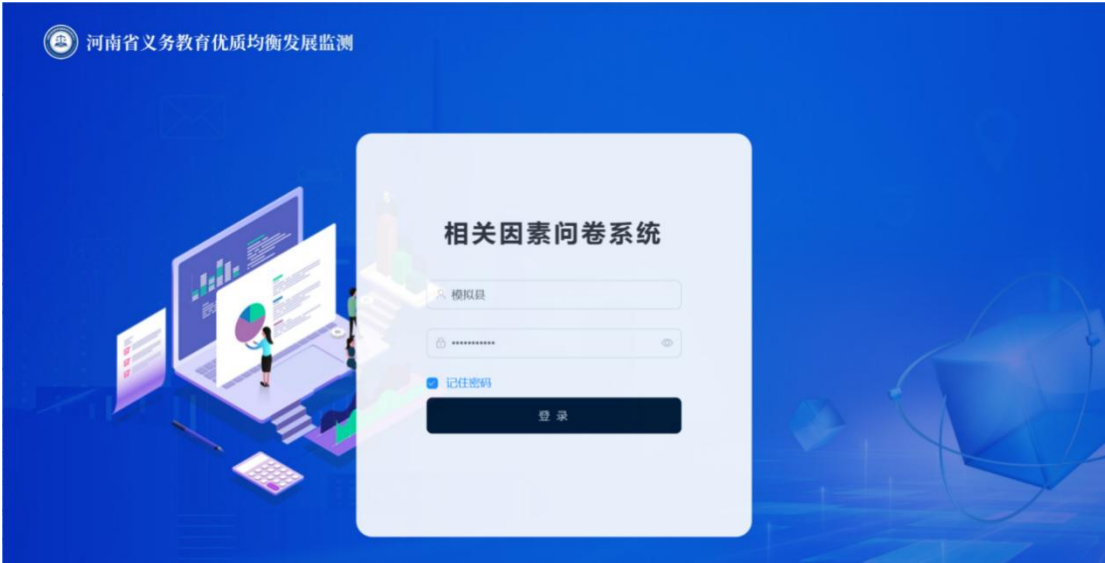 河南省义务教育优质均衡发展监测
相关因素问卷系统
模拟县
•••••••••••
记住密码
登 录